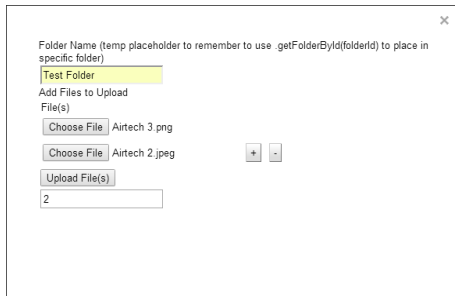 ×
Folder Name (temp placeholder to remember to use .getFolderById(folderId) to place in
specific folder)
Test Folder
Add Files to Upload
File(s)
Choose File Airtech 3.png
Choose File Airtech 2.jpeg + -
Upload File(s)
2